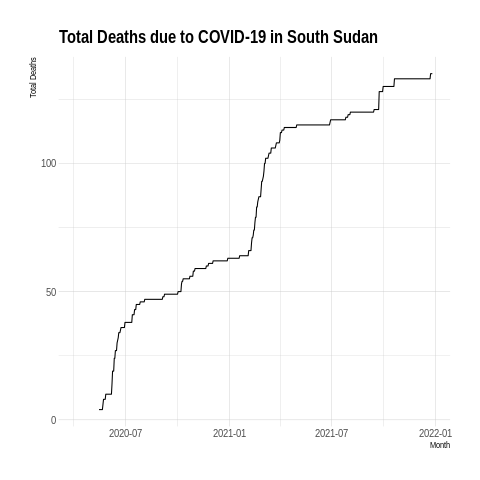 Total Deaths due to COVID-19 in South Sudan
Total Deaths
100
50
0
2020-07 2021-01 2021-07 2022-01
Month